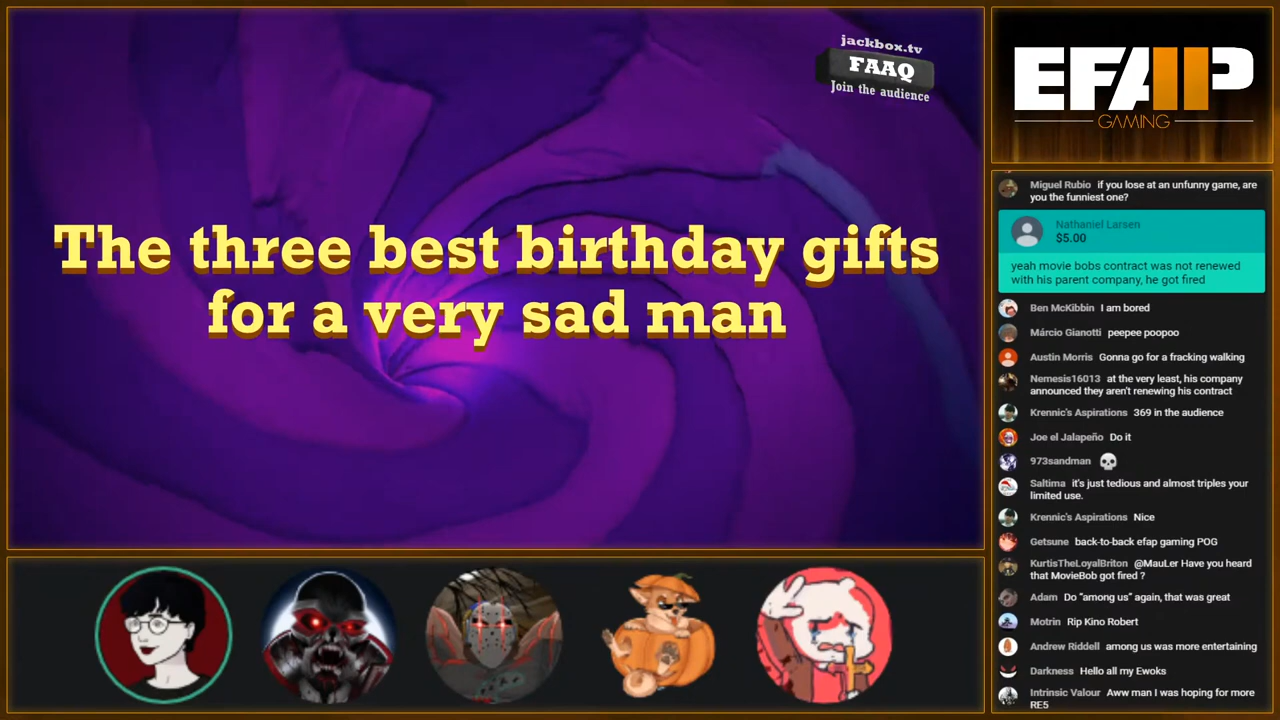 jackbox.tv
FAAQ
Join the audience
The three best birthday gifts
for a very sad man
EFAP
GAMING
Miguel Rubio if you lose at an unfunny game, are
you the funniest one?
Nathaniel Larsen
$5.00
yeah movie bobs contract was not renewed
with his parent company, he got fired
Ben McKibbin I am bored
Márcio Gianotti peepee poopoo
Austin Morris Gonna go for a fracking walking
Nemesis16013 at the very least, his company
announced they aren't renewing his contract
Krennic's Aspirations 369 in the audience
Joe el Jalapeño Do it
973sandman
Saltima it's just tedious and almost triples your
limited use.
Krennic's Aspirations Nice
Getsune back-to-back efap gaming POG
KurtisTheLoyalBriton @MauLer Have you heard
that MovieBob got fired ?
Adam Do "among us" again, that was great
Motrin Rip Kino Robert
Andrew Riddell among us was more entertaining
Darkness Hello all my Ewoks
Intrinsic Valour Aww man I was hoping for more
RE5